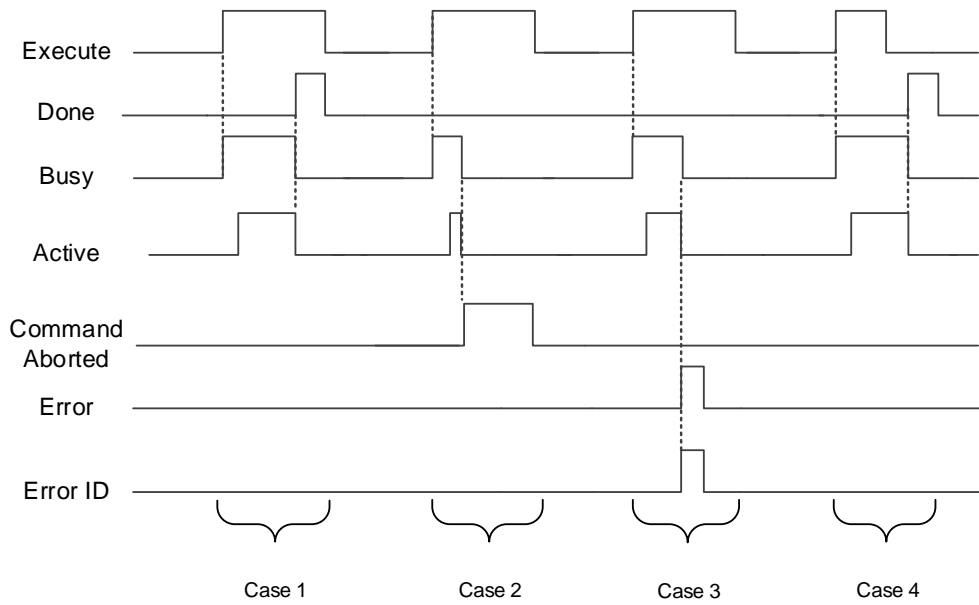 Execute
Done
Busy
Active
Command
Aborted
Error
Error ID
Case 1
Case 2
Case 3
Case 4